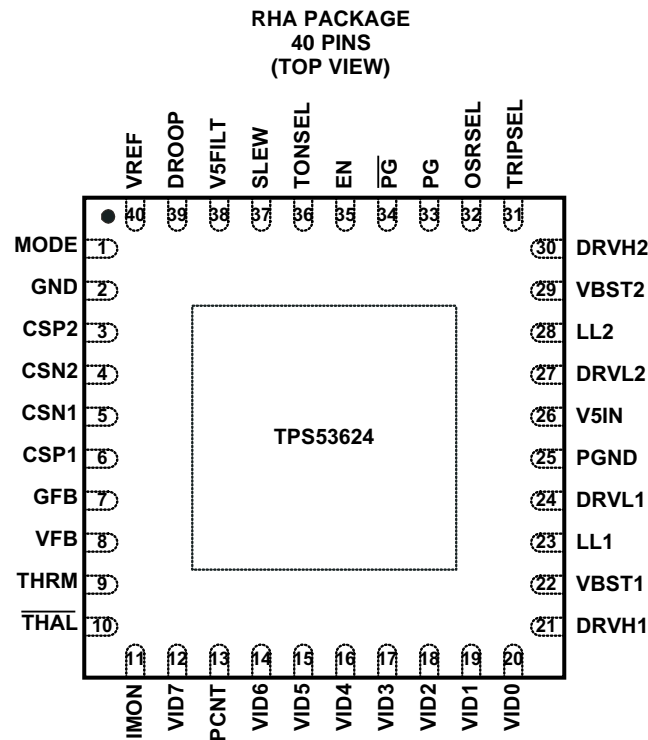 RHA PACKAGE
40 PINS
(TOP VIEW)
VREF
DROOP
V5FILT
SLEW
TONSEL
EN
PG
PG
OSRSEL
TRIPSEL
40
39
38
37
36
35
34
33
32
31
MODE 1
GND 2
CSP2 3
CSN2 4
CSN1 5
CSP1 6
GFB 7
VFB 8
THRM 9
THAL 10
TPS53624
30 DRVH2
29 VBST2
28 LL2
27 DRVL2
26 V5IN
25 PGND
24 DRVL1
23 LL1
22 VBST1
21 DRVH1
11
12
13
14
15
16
17
18
19
20
IMON
VID7
PCNT
VID6
VID5
VID4
VID3
VID2
VID1
VID0